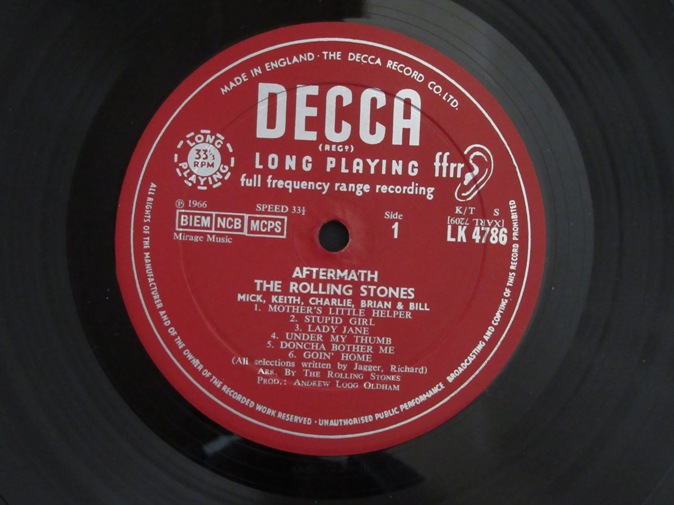 MADE IN ENGLAND · THE DECCA RECORD CO. LTD.
DECCA
(REGD)
LONG PLAYING
33⅓
RPM
LONG PLAYING
ffrr
full frequency range recording
Ⓟ 1966
SPEED 33⅓
BIEM NCB MCPS
Mirage Music
Side
1
K/T S
[XARL 7209]
LK 4786
AFTERMATH
THE ROLLING STONES
MICK, KEITH, CHARLIE, BRIAN & BILL
1. MOTHER'S LITTLE HELPER
2. STUPID GIRL
3. LADY JANE
4. UNDER MY THUMB
5. DONCHA BOTHER ME
6. GOIN' HOME
(All selections written by Jagger, Richard)
ARR. BY THE ROLLING STONES
PROD.: ANDREW LOOG OLDHAM
ALL RIGHTS OF THE MANUFACTURER AND OF THE OWNER OF THE RECORDED WORK RESERVED · UNAUTHORISED PUBLIC PERFORMANCE BROADCASTING AND COPYING OF THIS RECORD PROHIBITED